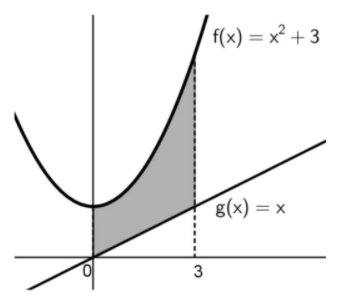 f(x) = x² + 3
g(x) = x
0
3